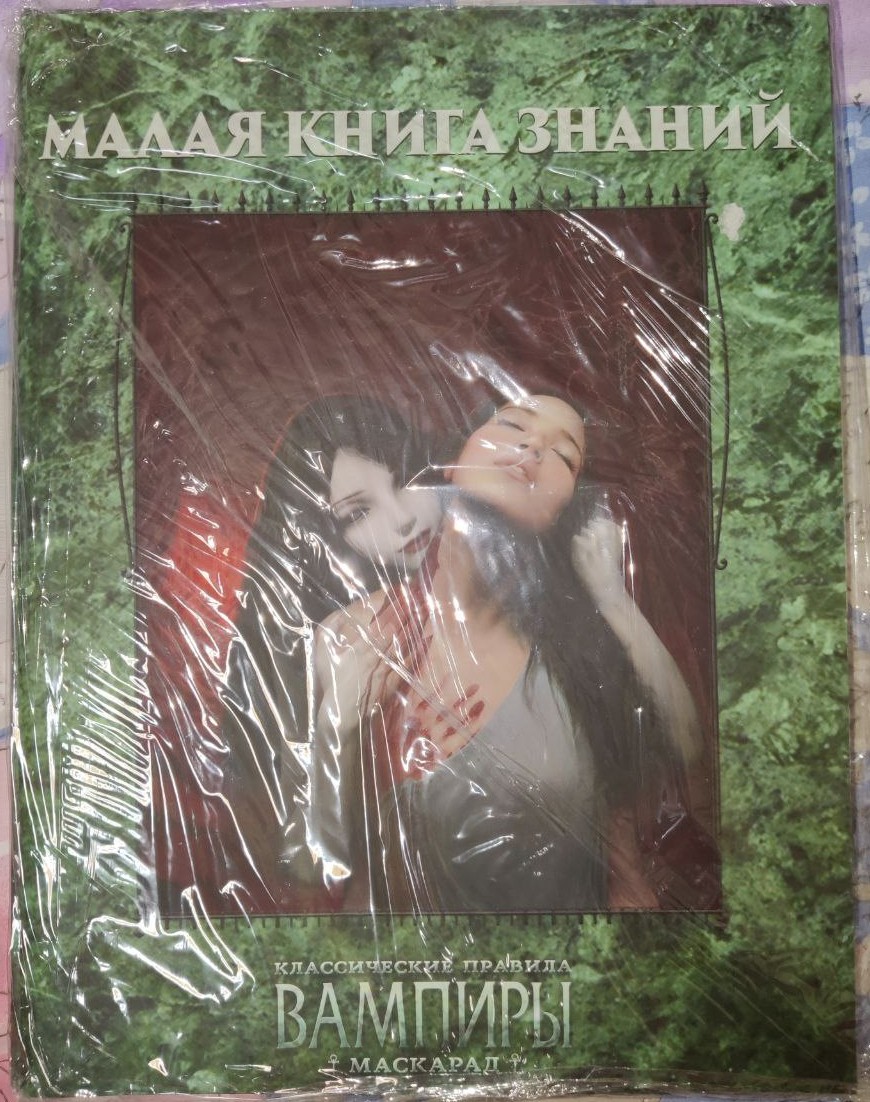 МАЛАЯ КНИГА ЗНАНИЙ
КЛАССИЧЕСКИЕ ПРАВИЛА
ВАМПИРЫ
МАСКАРАД